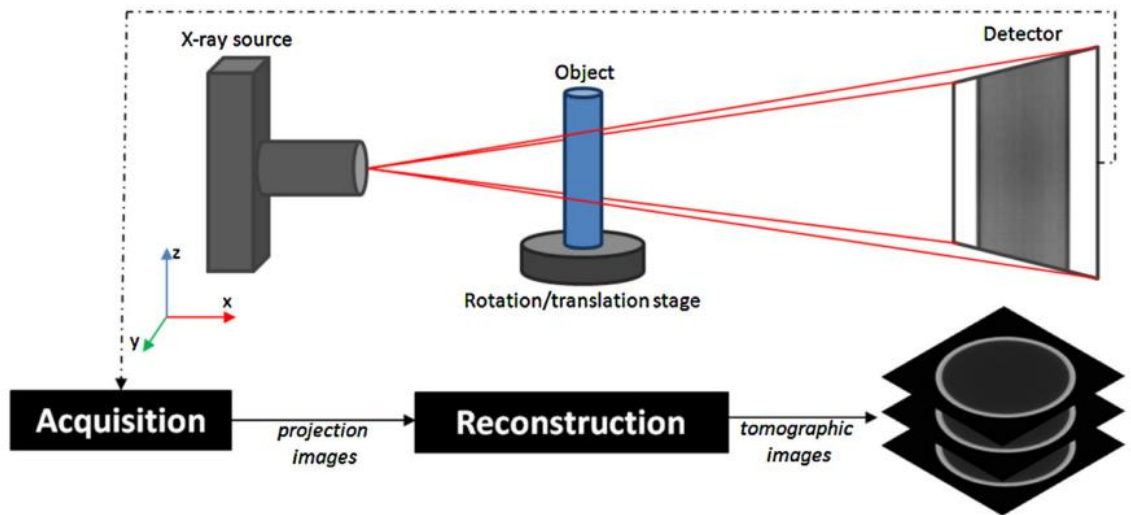 X-ray source
Object
Detector
z
x
y
Rotation/translation stage
Acquisition
projection
images
Reconstruction
tomographic
images